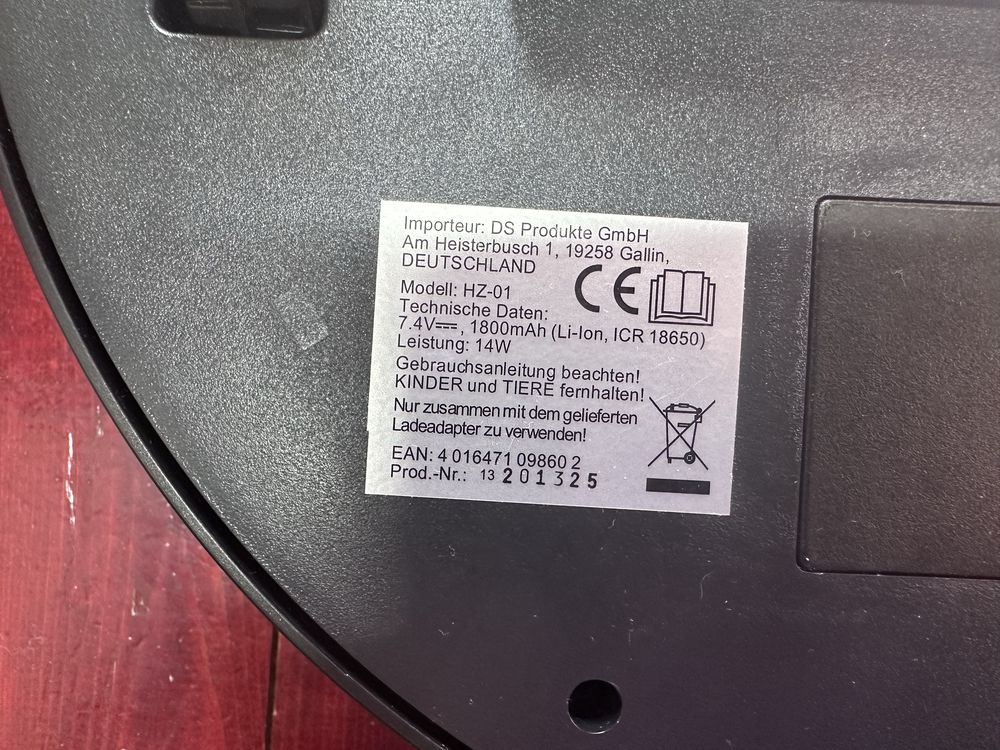 Importeur: DS Produkte GmbH
Am Heisterbusch 1, 19258 Gallin,
DEUTSCHLAND
CE
Modell: HZ-01
Technische Daten:
7.4V⎓, 1800mAh (Li-Ion, ICR 18650)
Leistung: 14W
Gebrauchsanleitung beachten!
KINDER und TIERE fernhalten!
Nur zusammen mit dem gelieferten
Ladeadapter zu verwenden!
EAN: 4 016471 09860 2
Prod.-Nr.: 13 201325